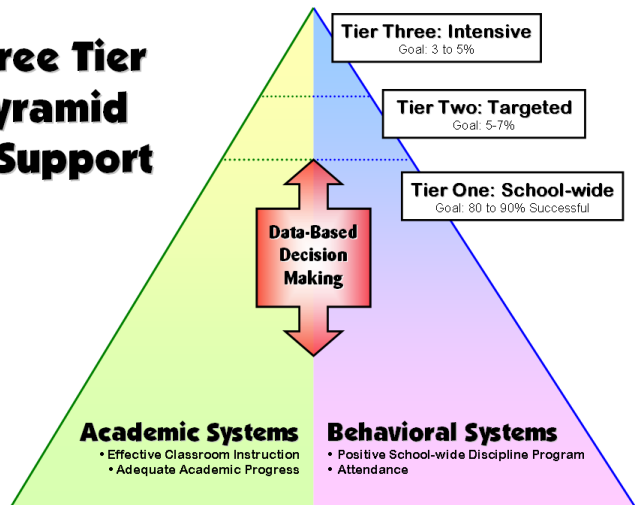 ree Tier
yramid
Support
Tier Three: Intensive
Goal: 3 to 5%
Tier Two: Targeted
Goal: 5-7%
Tier One: School-wide
Goal: 80 to 90% Successful
Data-Based
Decision
Making
Academic Systems
• Effective Classroom Instruction
• Adequate Academic Progress
Behavioral Systems
• Positive School-wide Discipline Program
• Attendance